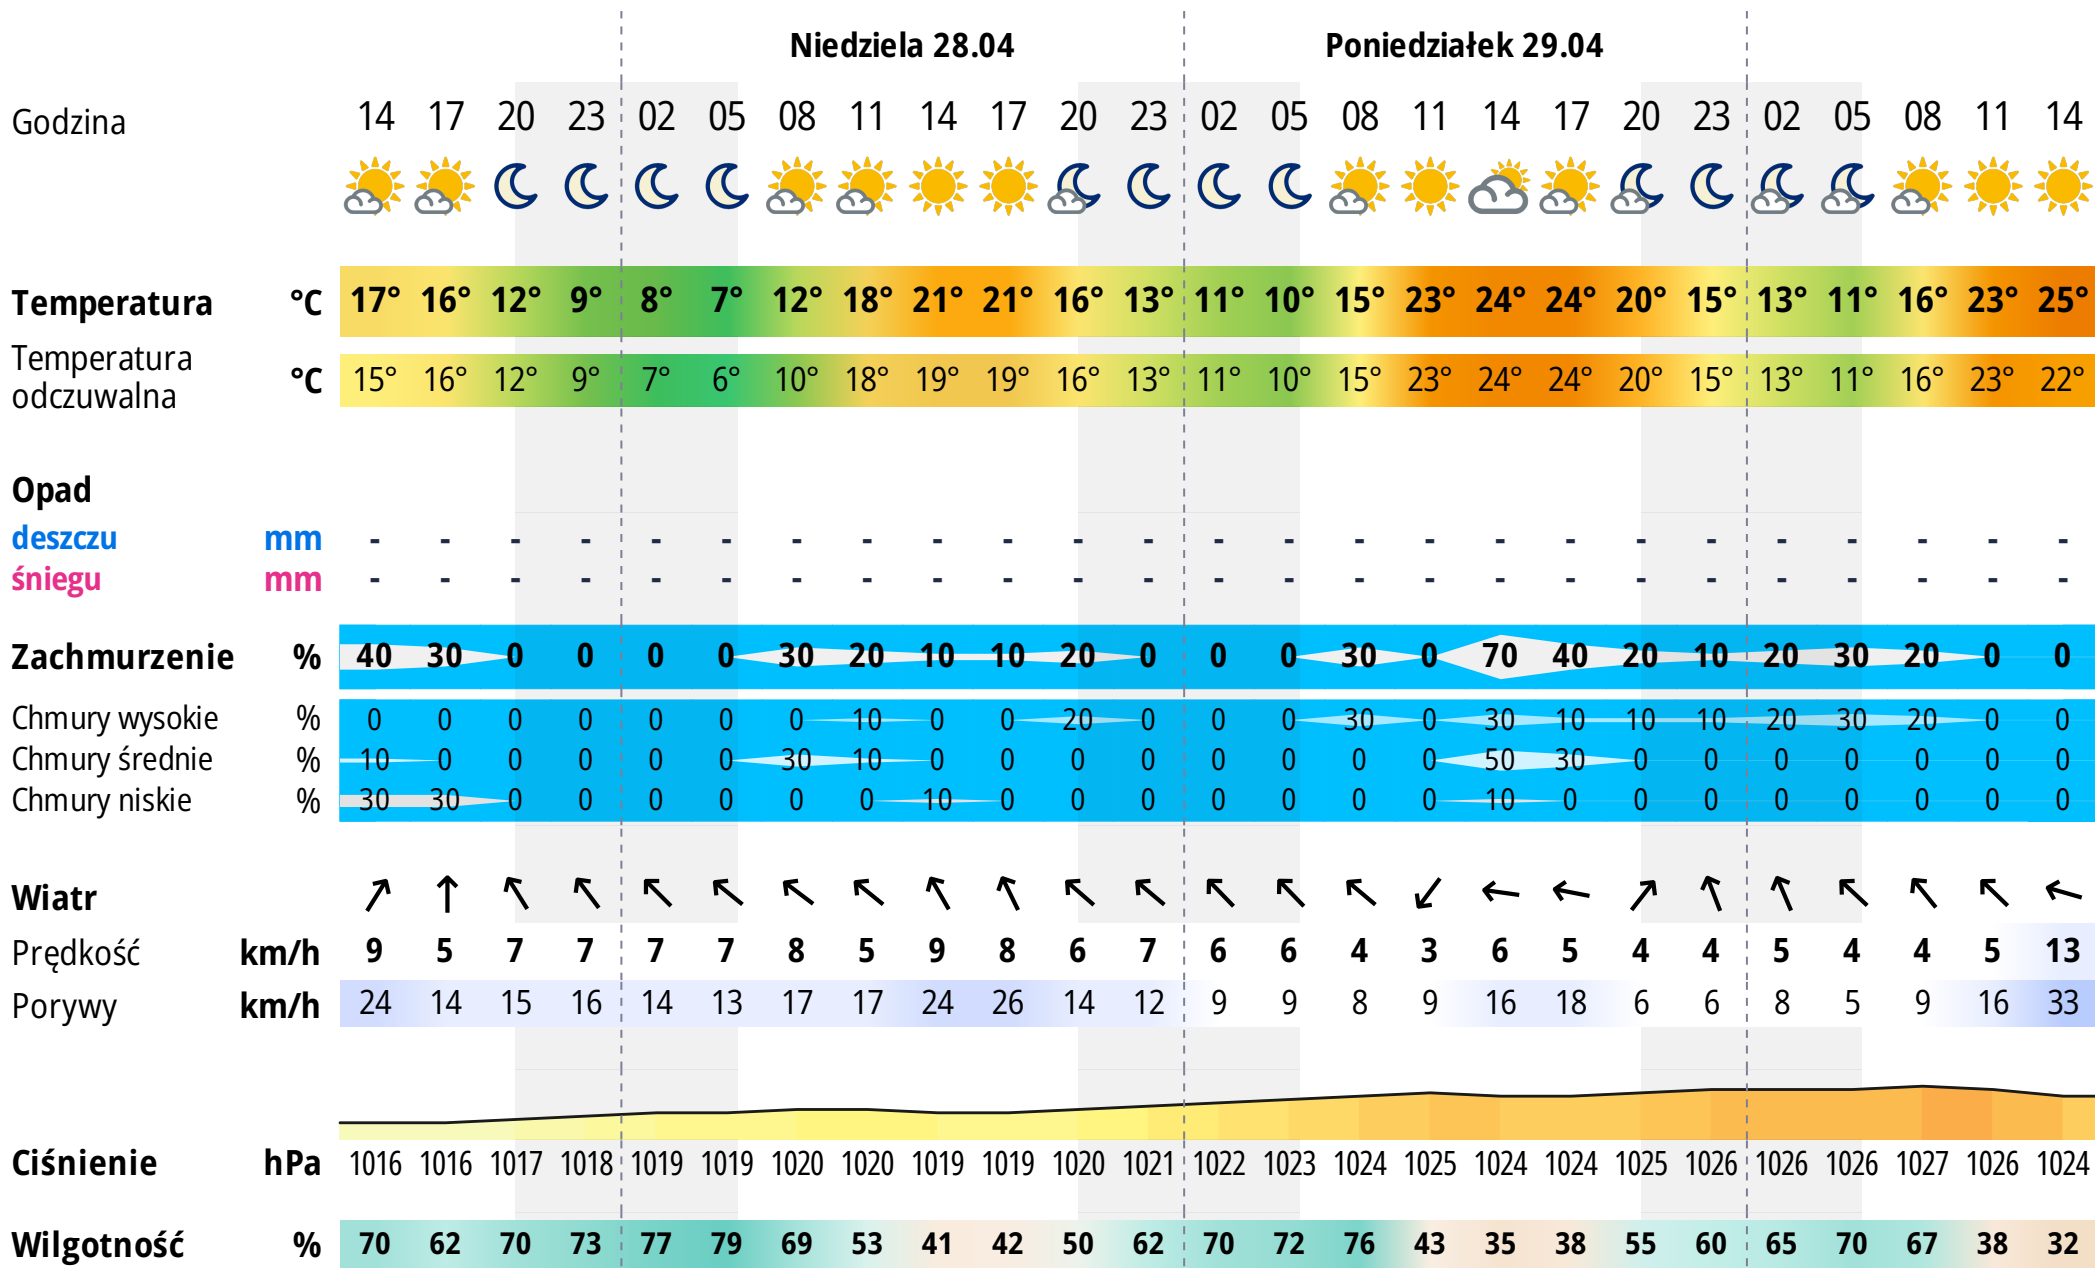 Niedziela 28.04 Poniedziałek 29.04
Godzina 14 17 20 23 02 05 08 11 14 17 20 23 02 05 08 11 14 17 20 23 02 05 08 11 14
Temperatura °C 17° 16° 12° 9° 8° 7° 12° 18° 21° 21° 16° 13° 11° 10° 15° 23° 24° 24° 20° 15° 13° 11° 16° 23° 25°
Temperatura
odczuwalna °C 15° 16° 12° 9° 7° 6° 10° 18° 19° 19° 16° 13° 11° 10° 15° 23° 24° 24° 20° 15° 13° 11° 16° 23° 22°
Opad
deszczu mm - - - - - - - - - - - - - - - - - - - - - - - - -
śniegu mm - - - - - - - - - - - - - - - - - - - - - - - - -
Zachmurzenie % 40 30 0 0 0 0 30 20 10 10 20 0 0 0 30 0 70 40 20 10 20 30 20 0 0
Chmury wysokie % 0 0 0 0 0 0 0 10 0 0 20 0 0 0 30 0 30 10 10 10 20 30 20 0 0
Chmury średnie % 10 0 0 0 0 0 30 10 0 0 0 0 0 0 0 0 50 30 0 0 0 0 0 0 0
Chmury niskie % 30 30 0 0 0 0 0 0 10 0 0 0 0 0 0 0 10 0 0 0 0 0 0 0 0
Wiatr
Prędkość km/h 9 5 7 7 7 7 8 5 9 8 6 7 6 6 4 3 6 5 4 4 5 4 4 5 13
Porywy km/h 24 14 15 16 14 13 17 17 24 26 14 12 9 9 8 9 16 18 6 6 8 5 9 16 33
Ciśnienie hPa 1016 1016 1017 1018 1019 1019 1020 1020 1019 1019 1020 1021 1022 1023 1024 1025 1024 1024 1025 1026 1026 1026 1027 1026 1024
Wilgotność % 70 62 70 73 77 79 69 53 41 42 50 62 70 72 76 43 35 38 55 60 65 70 67 38 32